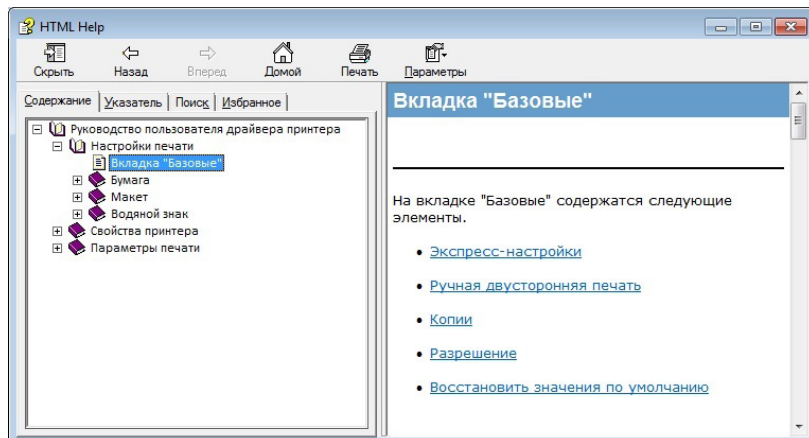 HTML Help
Скрыть Назад Вперед Домой Печать Параметры
Содержание Указатель Поиск Избранное
Руководство пользователя драйвера принтера
Настройки печати
Вкладка "Базовые"
Бумага
Макет
Водяной знак
Свойства принтера
Параметры печати
Вкладка "Базовые"
На вкладке "Базовые" содержатся следующие
элементы.
• Экспресс-настройки
• Ручная двусторонняя печать
• Копии
• Разрешение
• Восстановить значения по умолчанию